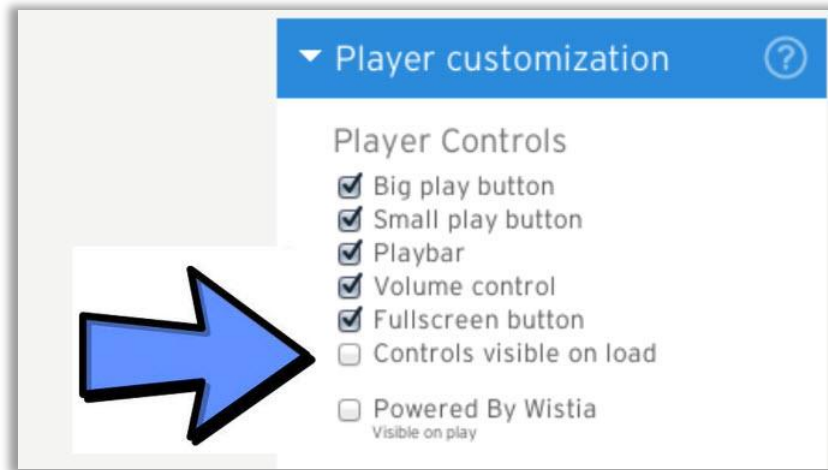 Player customization
?
Player Controls
Big play button
Small play button
Playbar
Volume control
Fullscreen button
Controls visible on load
Powered By Wistia
Visible on play